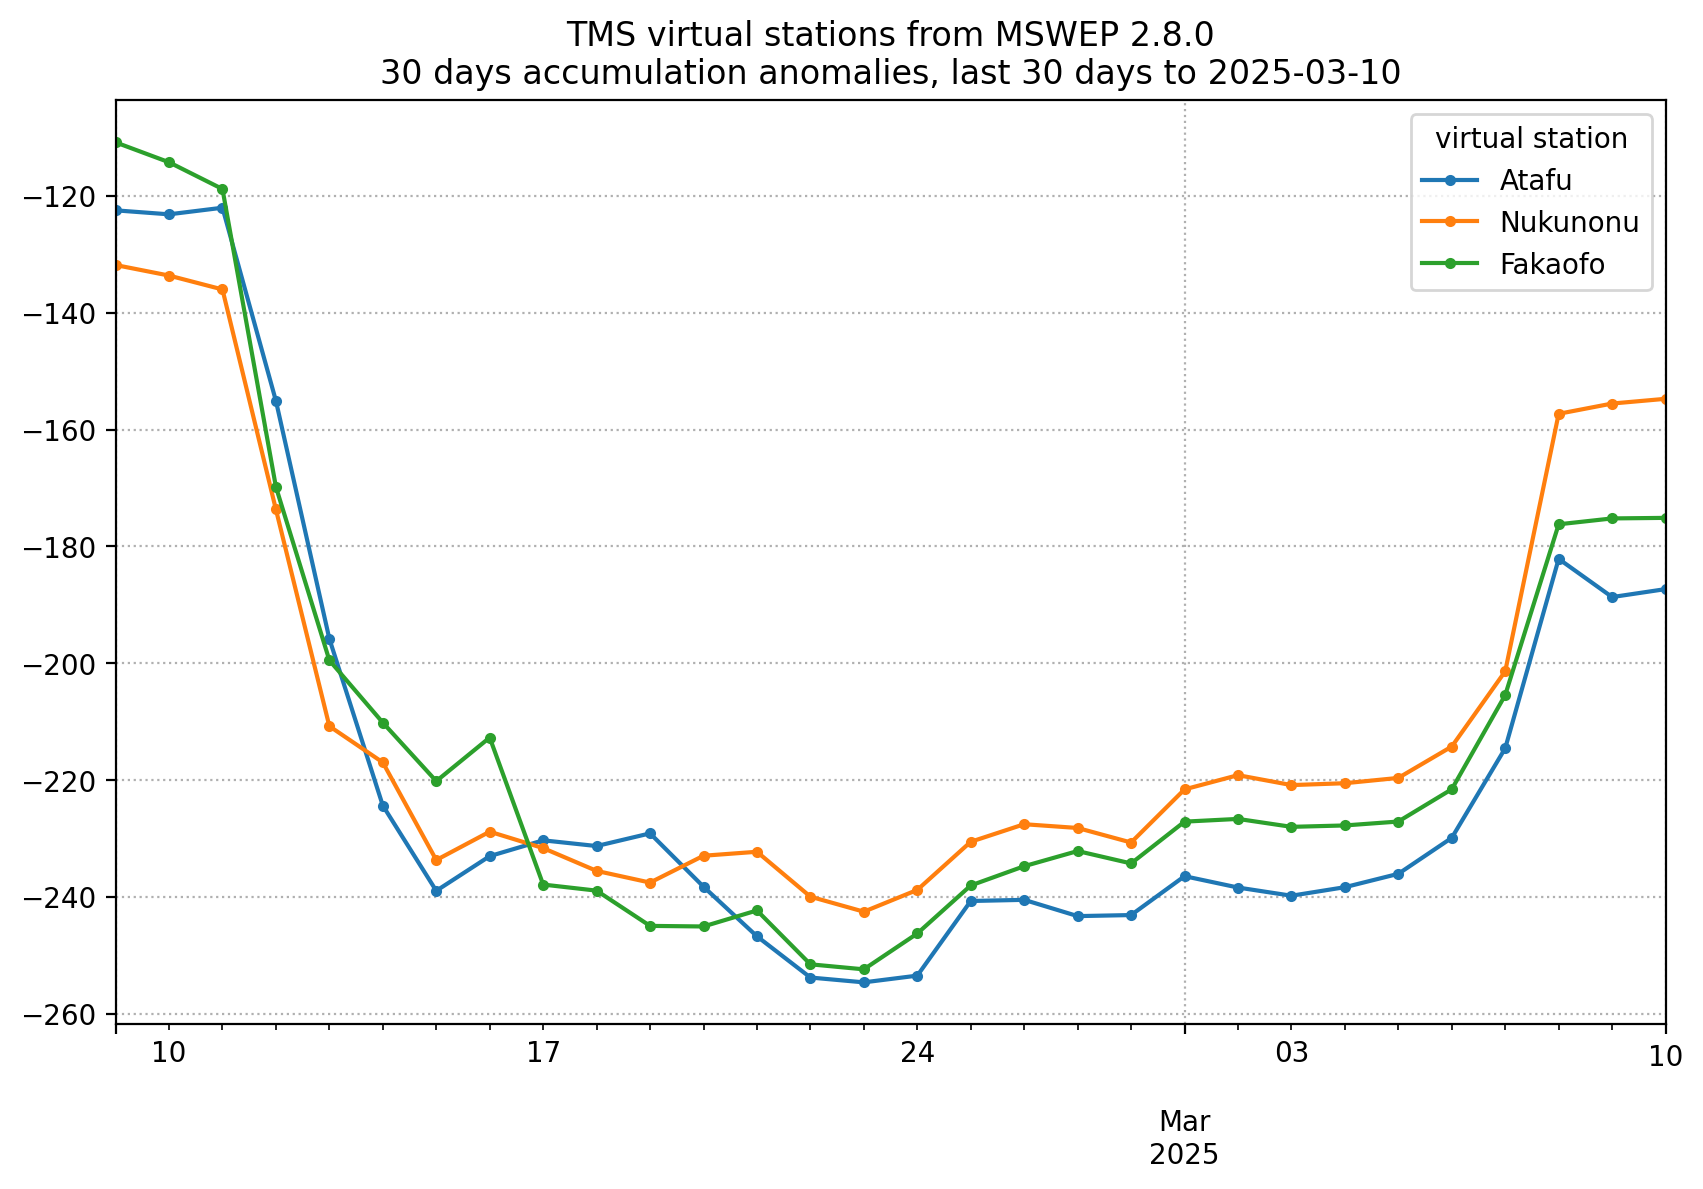 TMS virtual stations from MSWEP 2.8.0
30 days accumulation anomalies, last 30 days to 2025-03-10
virtual station
Atafu
Nukunonu
Fakaofo
−120
−140
−160
−180
−200
−220
−240
−260
10
17
24
03
10
Mar
2025